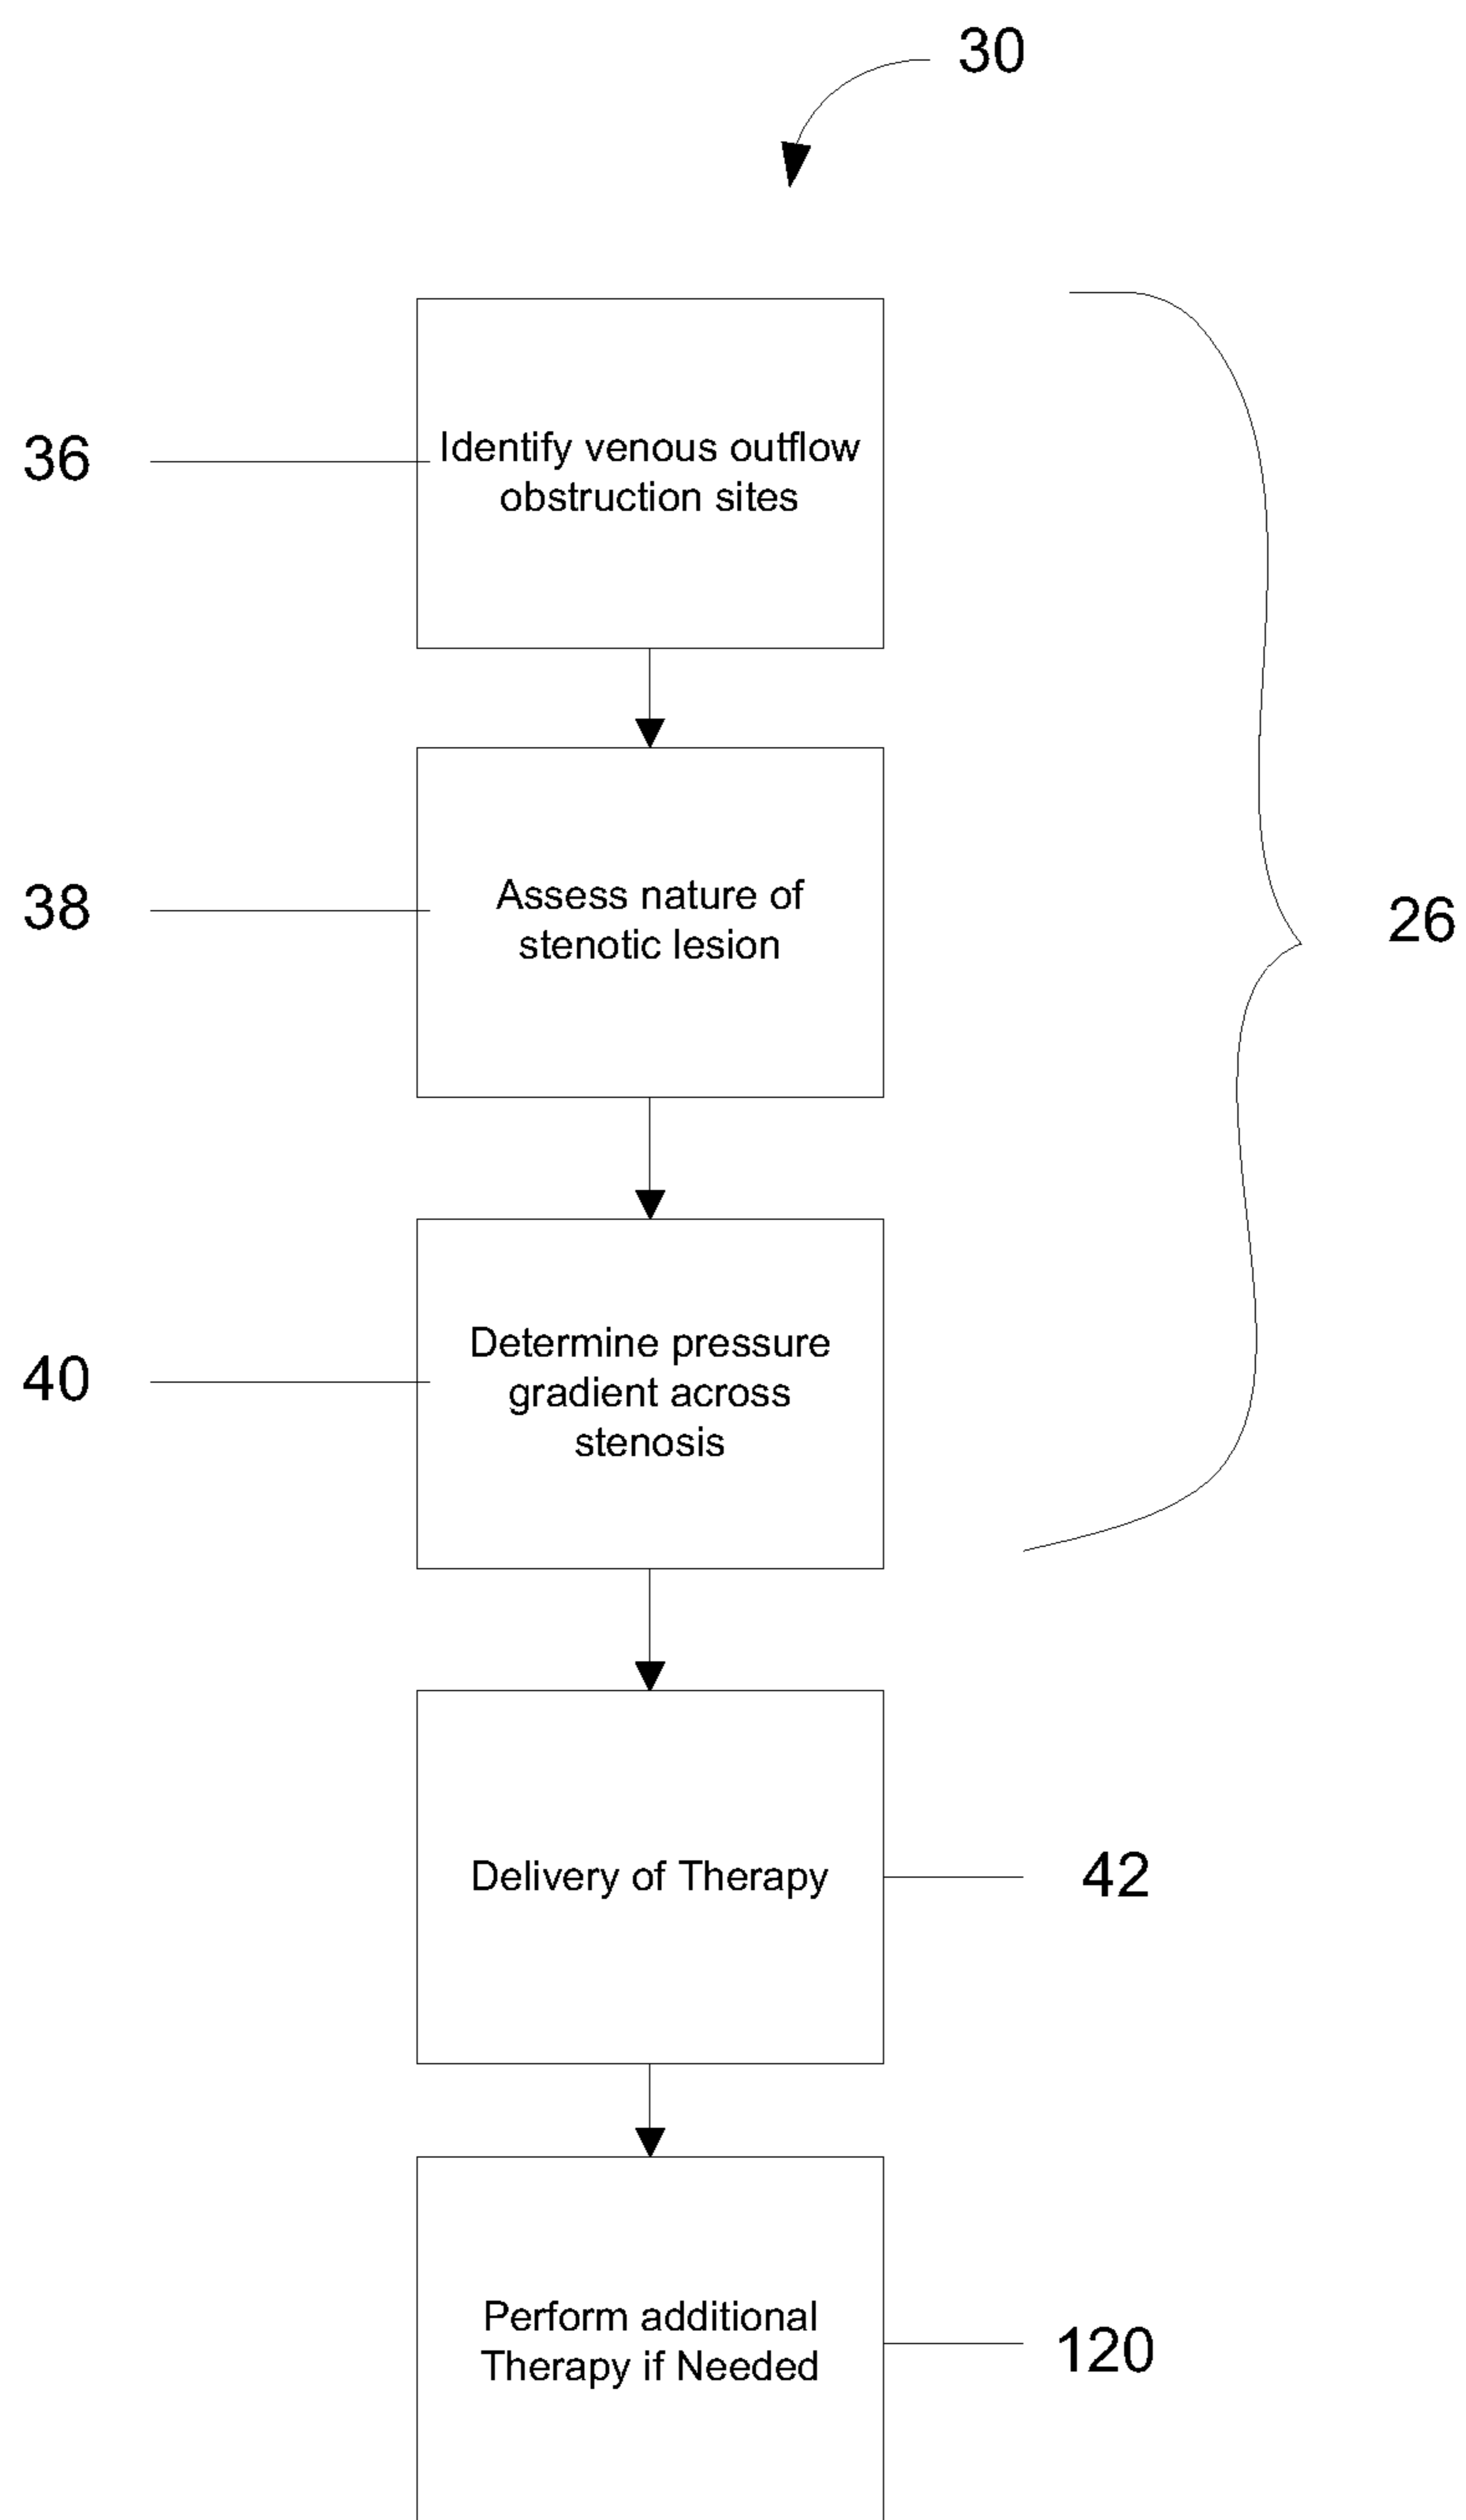 30
36
Identify venous outflow
obstruction sites
38
Assess nature of
stenotic lesion
26
40
Determine pressure
gradient across
stenosis
Delivery of Therapy
42
Perform additional
Therapy if Needed
120